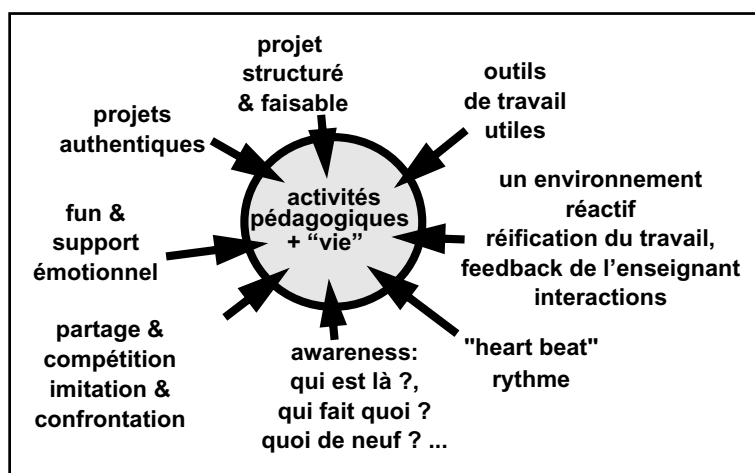 projet
structuré
& faisable
outils
de travail
utiles
projets
authentiques
activités
pédagogiques
+ “vie”
un environnement
réactif
réification du travail,
feedback de l’enseignant
interactions
fun &
support
émotionnel
partage &
compétition
imitation &
confrontation
awareness:
qui est là ?,
qui fait quoi ?
quoi de neuf ? ...
"heart beat"
rythme